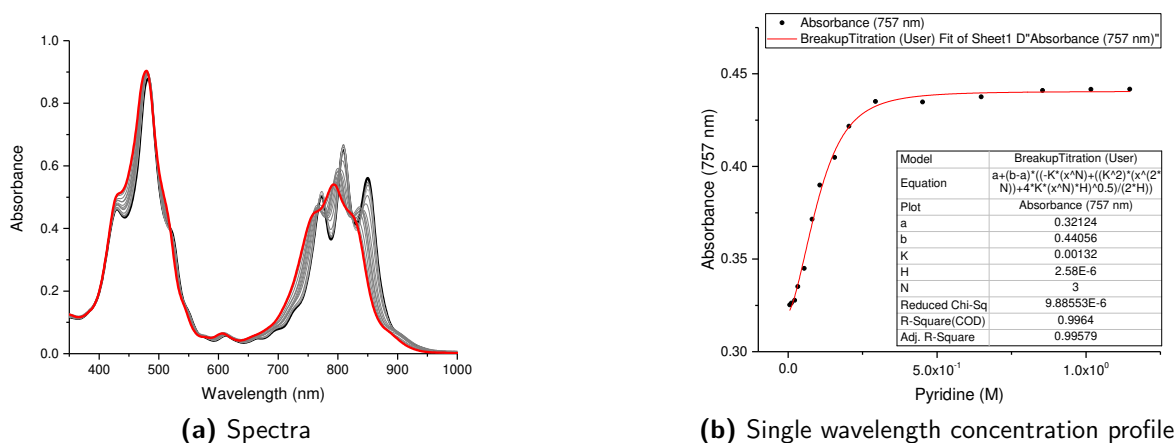 1.0
0.8
0.6
0.4
0.2
0.0
Absorbance
400 500 600 700 800 900 1000
Wavelength (nm)
(a) Spectra
Absorbance (757 nm)
BreakupTitration (User) Fit of Sheet1 D"Absorbance (757 nm)"
0.45
0.40
0.35
0.30
Absorbance (757 nm)
Model BreakupTitration (User)
Equation a+(b-a)*((-K*(x^N)+((K^2)*(x^(2*
N))+4*K*(x^N)*H)^0.5)/(2*H))
Plot Absorbance (757 nm)
a 0.32124
b 0.44056
K 0.00132
H 2.58E-6
N 3
Reduced Chi-Sq 9.88553E-6
R-Square(COD) 0.9964
Adj. R-Square 0.99579
0.0 5.0x10⁻¹ 1.0x10⁰
Pyridine (M)
(b) Single wavelength concentration profile